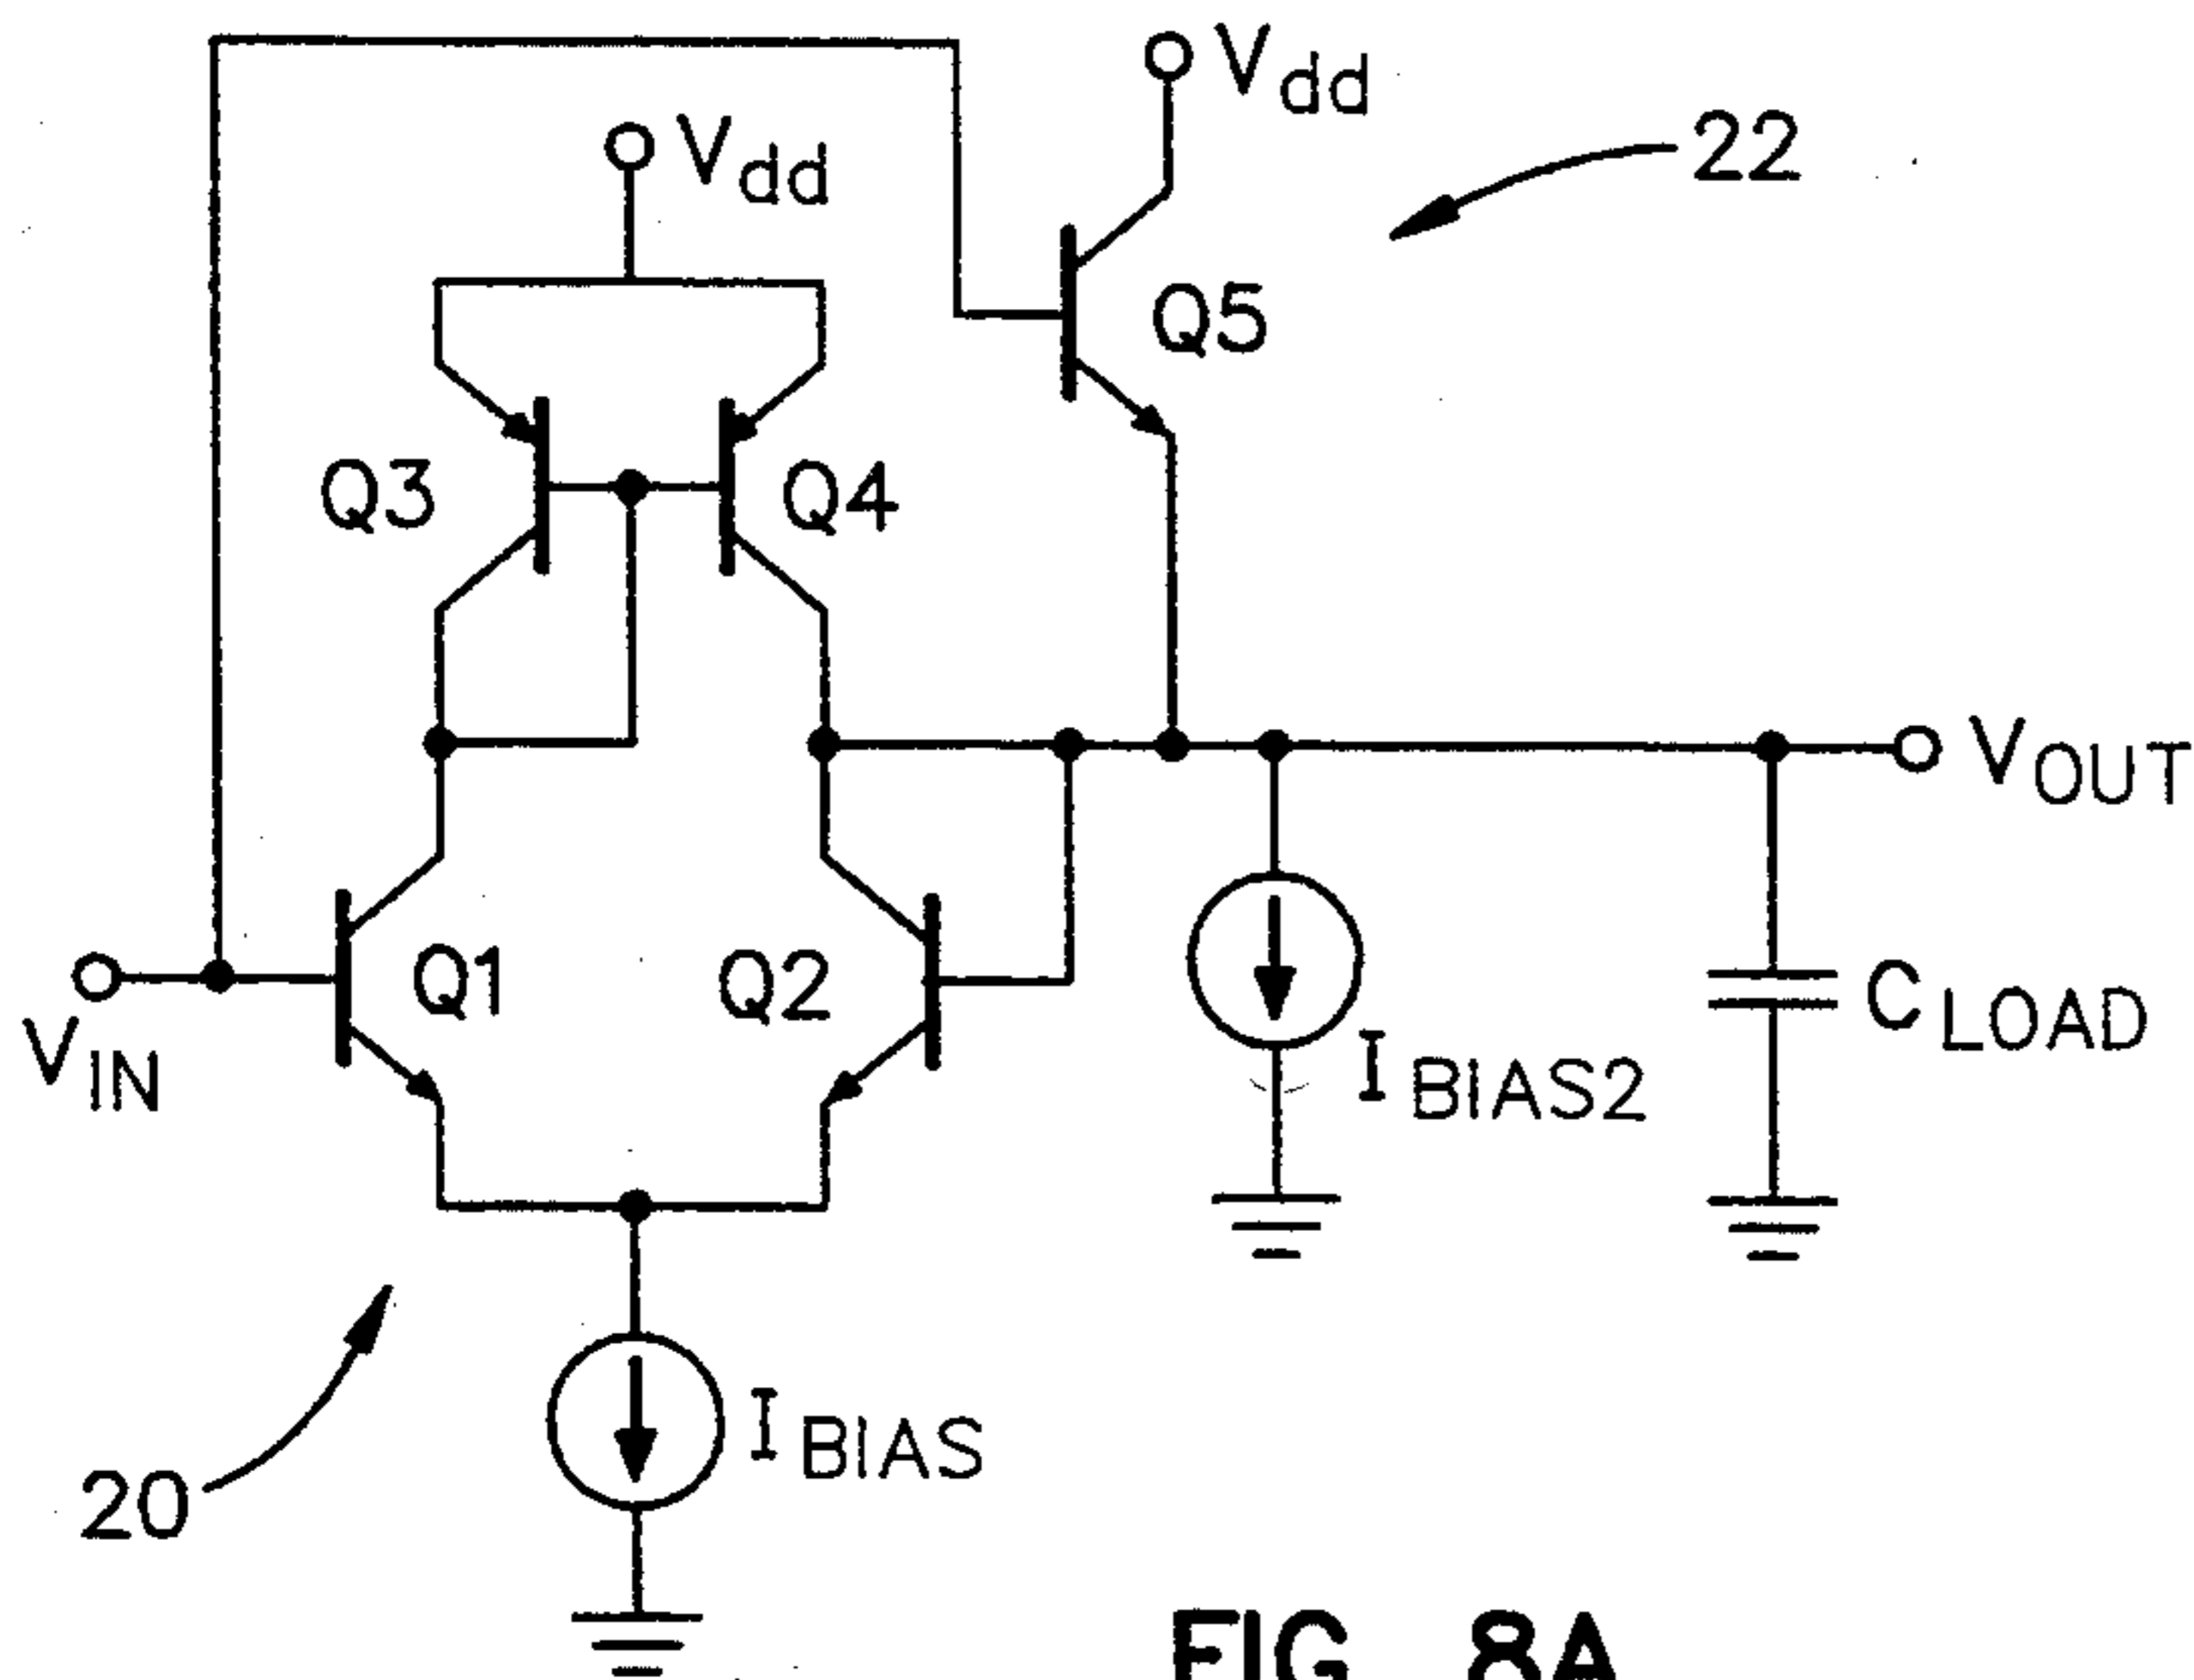 Vdd
Vdd
22
Q5
Q3
Q4
VOUT
Q1
Q2
VIN
CLOAD
IBIAS2
IBIAS
20
FIG. 8A